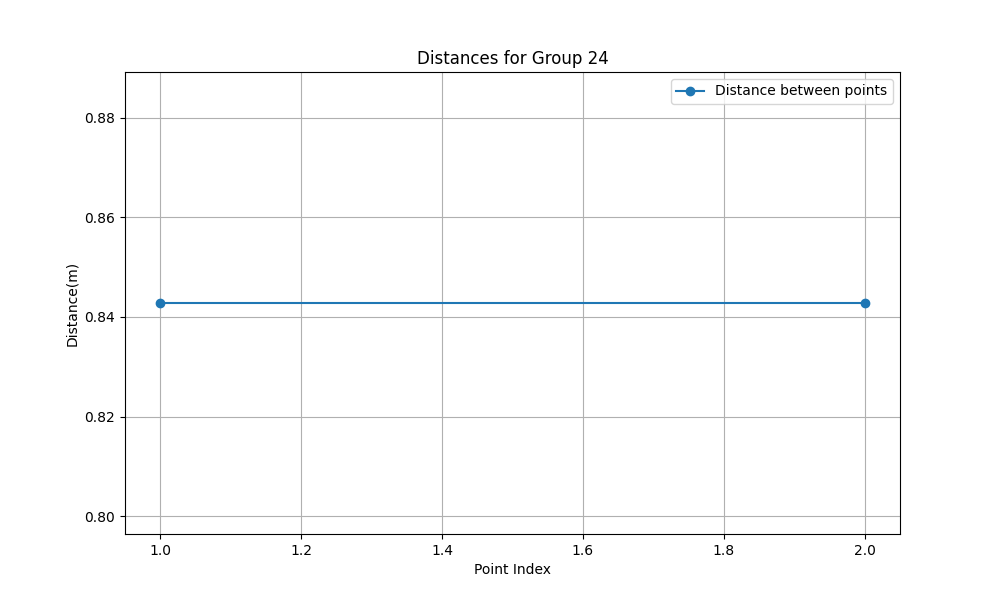 Distances for Group 24
Distance between points
0.88
0.86
0.84
0.82
0.80
Distance(m)
1.0 1.2 1.4 1.6 1.8 2.0
Point Index